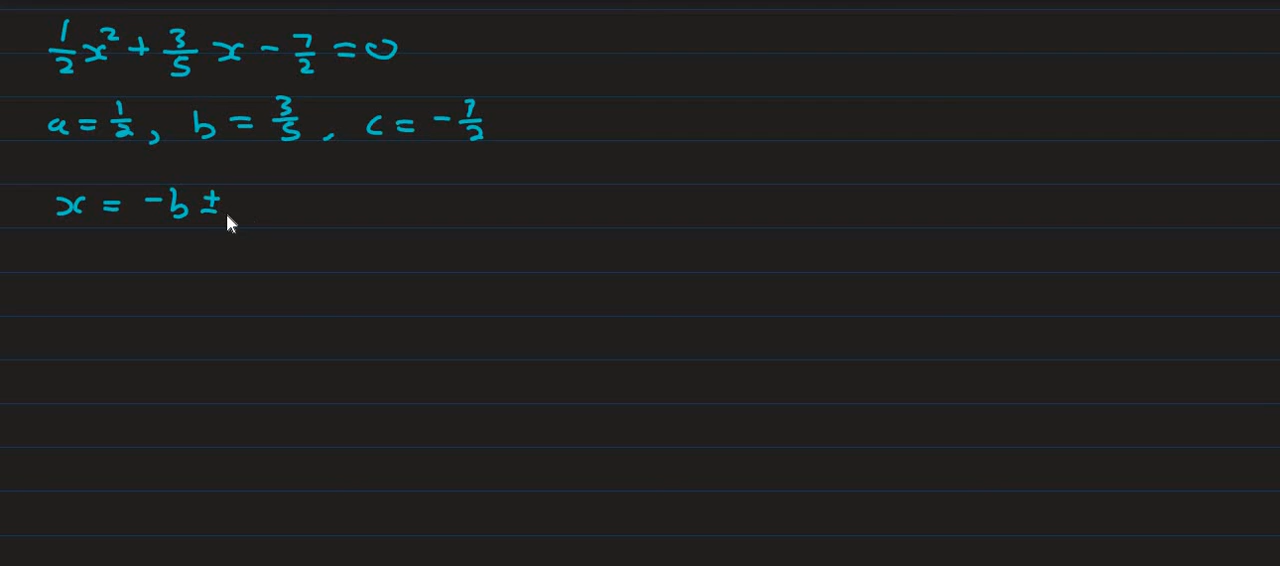 1/2 x² + 3/5 x - 7/2 = 0
a = 1/2, b = 3/5, c = -7/2
x = -b ±